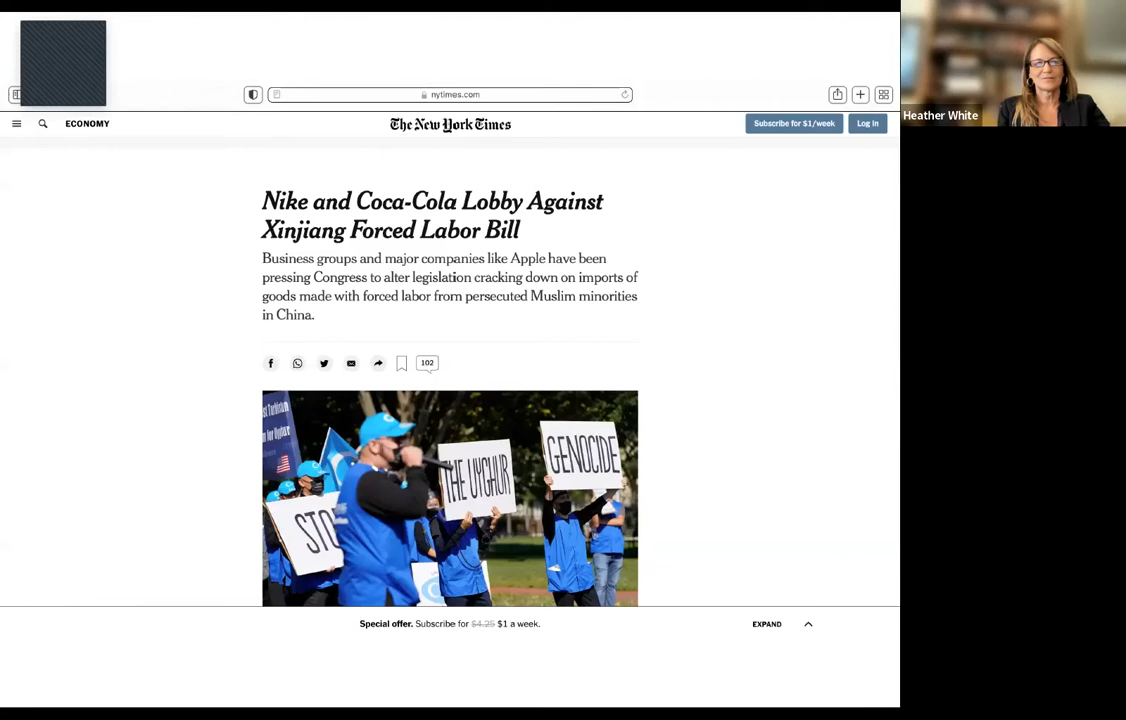 nytimes.com
ECONOMY
The New York Times
Subscribe for $1/week
Log In
Heather White
Nike and Coca-Cola Lobby Against
Xinjiang Forced Labor Bill
Business groups and major companies like Apple have been
pressing Congress to alter legislation cracking down on imports of
goods made with forced labor from persecuted Muslim minorities
in China.
102
for Uyghur
STO
THE UYGHUR
GENOCIDE
Special offer. Subscribe for $4.25 $1 a week.
EXPAND